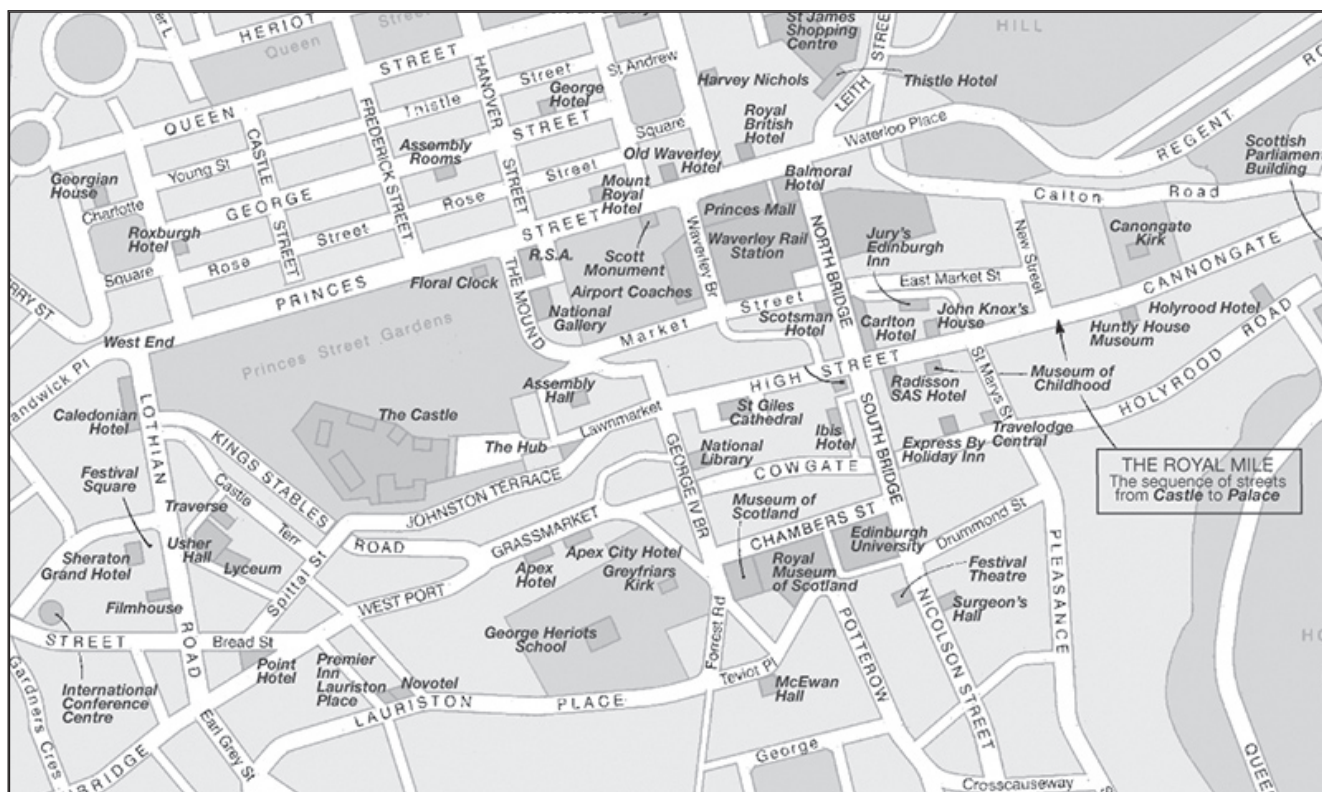 HERIOT
Queen
St James
Shopping
Centre
STREET
HILL
STREET
HANOVER
St Andrew
Harvey Nichols
Thistle Hotel
LEITH
Thistle
Street
George
Hotel
QUEEN
CASTLE
FREDERICK STREET
STREET
Square
Royal
British
Hotel
Waterloo Place
REGENT
Scottish
Parliament
Building
Young St
Assembly
Rooms
Old Waverley
Hotel
Balmoral
Hotel
Georgian
House
Charlotte
GEORGE
STREET
Rose
Street
STREET
Mount
Royal
Hotel
Calton
Road
Roxburgh
Hotel
Rose
Street
STREET
Princes Mall
Waverley Rail
Station
NORTH BRIDGE
Jury's
Edinburgh
Inn
New Street
Canongate
Kirk
CANNONGATE
Square
R.S.A.
Scott
Monument
Waverley Br
PRINCES
Floral Clock
THE MOUND
Airport Coaches
East Market St
National
Gallery
Market
Street
Scotsman
Hotel
Carlton
Hotel
John Knox's
House
Holyrood Hotel
Huntly House
Museum
HOLYROOD ROAD
Princes Street Gardens
West End
Assembly
Hall
HIGH
STREET
Radisson
SAS Hotel
St Marys St
Museum of
Childhood
LOTHIAN
Caledonian
Hotel
The Castle
The Hub
Lawnmarket
St Giles
Cathedral
SOUTH BRIDGE
Ibis
Hotel
Express By
Holiday Inn
Travelodge
Central
KINGS STABLES
JOHNSTON TERRACE
GEORGE IV BR
National
Library
COWGATE
THE ROYAL MILE
The sequence of streets
from Castle to Palace
Festival
Square
Castle
Terr
Traverse
Usher
Hall
Lyceum
Spittal St
ROAD
GRASSMARKET
Museum of
Scotland
CHAMBERS ST
Edinburgh
University
Drummond St
PLEASANCE
Sheraton
Grand Hotel
Filmhouse
WEST PORT
Apex
Hotel
Apex City Hotel
Greyfriars
Kirk
Royal
Museum
of Scotland
Festival
Theatre
Surgeon's
Hall
NICOLSON STREET
STREET
ROAD
Bread St
George Heriots
School
Forrest Rd
Teviot Pl
POTTEROW
Point
Hotel
Premier
Inn
Lauriston
Place
Novotel
LAURISTON
PLACE
McEwan
Hall
International
Conference
Centre
Gardners Cres
Earl Grey St
George
Crosscauseway